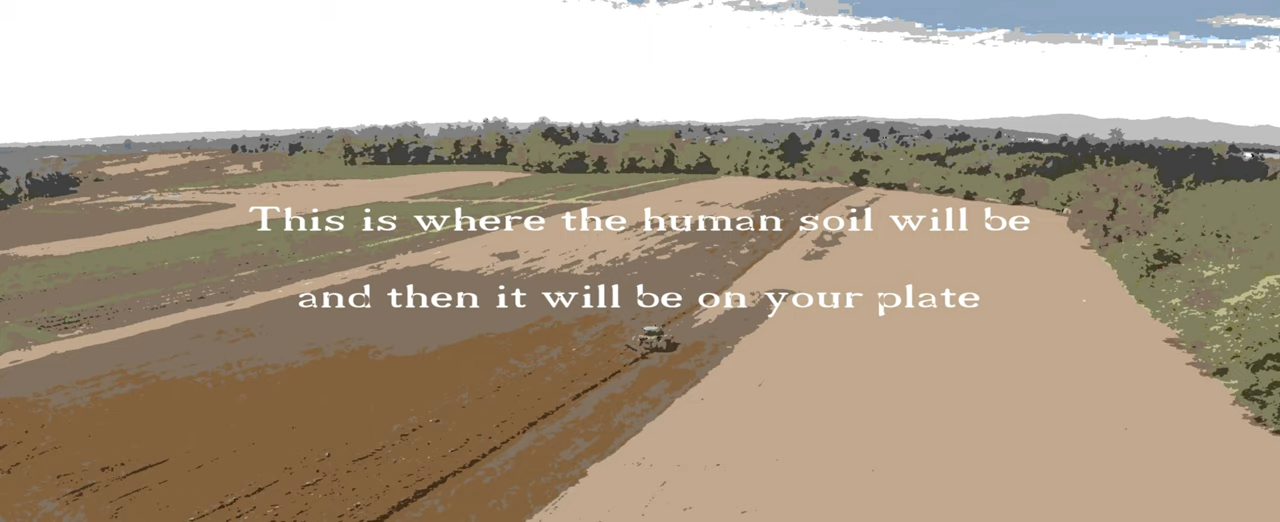 This is where the human soil will be
and then it will be on your plate